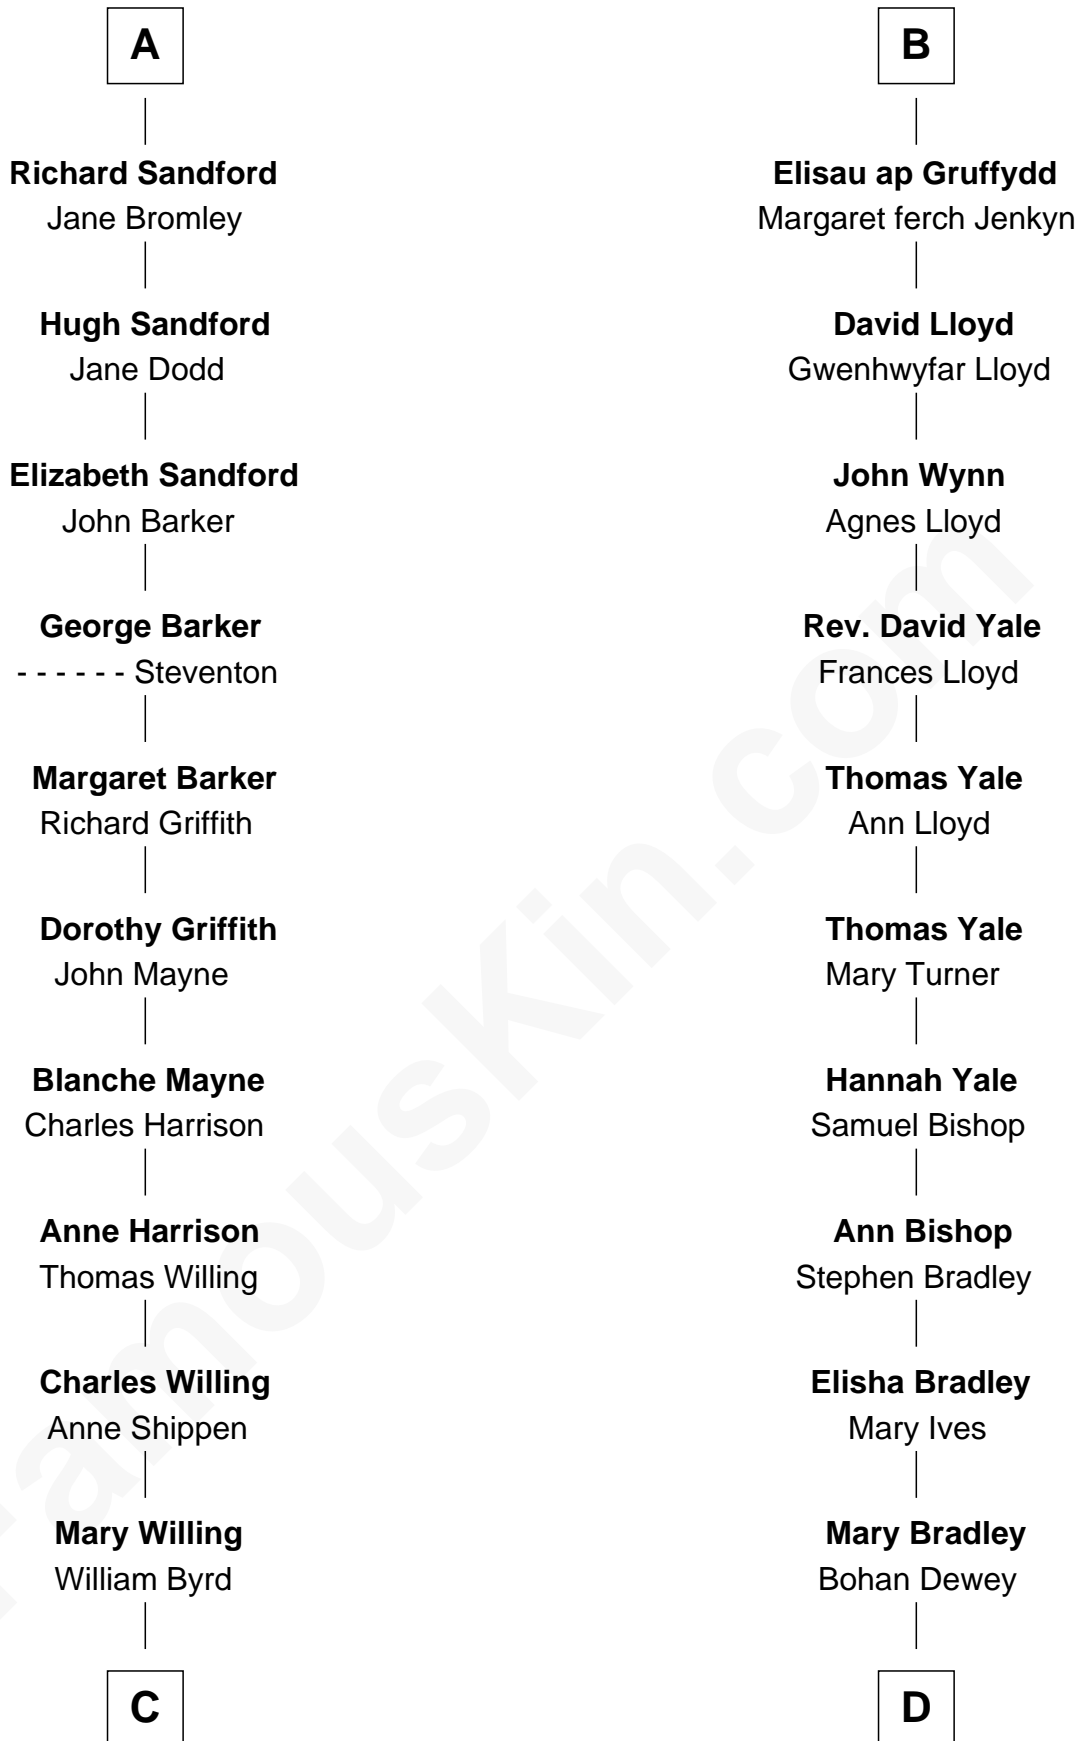 A
Richard Sandford
Jane Bromley
Hugh Sandford
Jane Dodd
Elizabeth Sandford
John Barker
George Barker
- - - - - - Steventon
Margaret Barker
Richard Griffith
Dorothy Griffith
John Mayne
Blanche Mayne
Charles Harrison
Anne Harrison
Thomas Willing
Charles Willing
Anne Shippen
Mary Willing
William Byrd
C
B
Elisau ap Gruffydd
Margaret ferch Jenkyn
David Lloyd
Gwenhwyfar Lloyd
John Wynn
Agnes Lloyd
Rev. David Yale
Frances Lloyd
Thomas Yale
Ann Lloyd
Thomas Yale
Mary Turner
Hannah Yale
Samuel Bishop
Ann Bishop
Stephen Bradley
Elisha Bradley
Mary Ives
Mary Bradley
Bohan Dewey
D
FamousKin.com